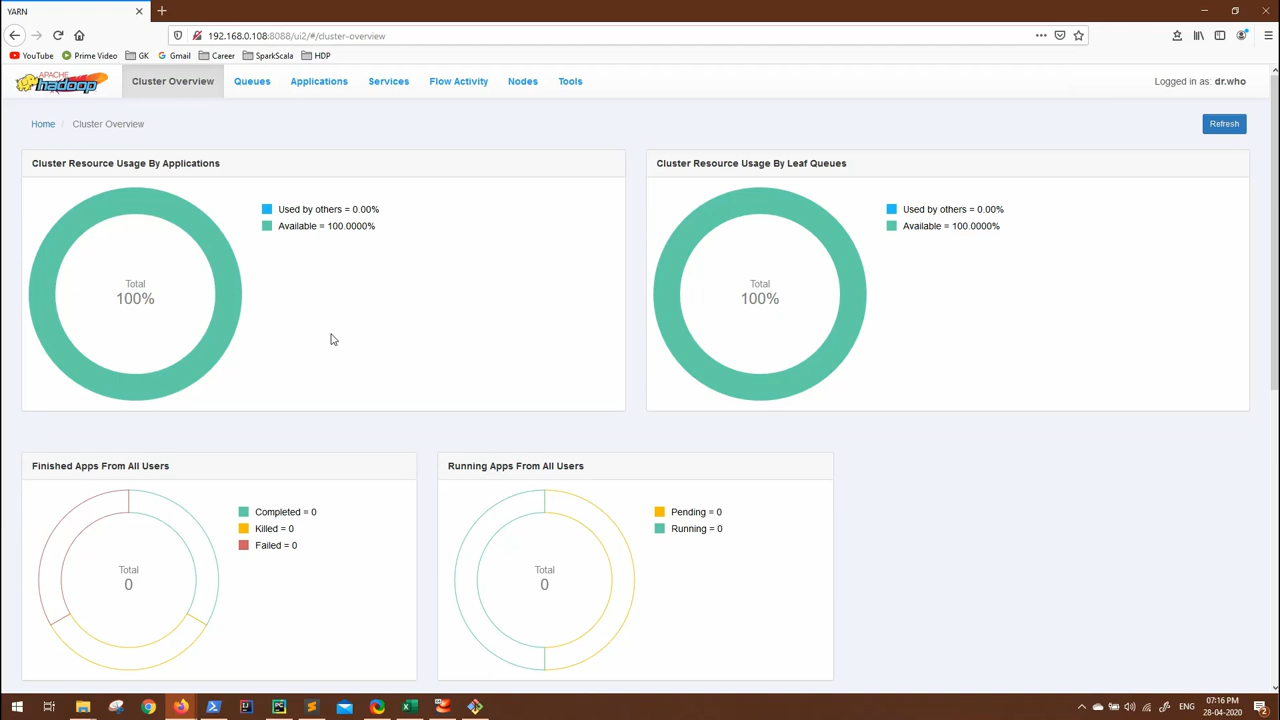 YARN
192.168.0.108:8088/ui2/#/cluster-overview
YouTube Prime Video GK Gmail Career SparkScala HDP
APACHE hadoop Cluster Overview Queues Applications Services Flow Activity Nodes Tools Logged in as: dr.who
Home / Cluster Overview Refresh
Cluster Resource Usage By Applications
Used by others = 0.00%
Available = 100.0000%
Total
100%
Cluster Resource Usage By Leaf Queues
Used by others = 0.00%
Available = 100.0000%
Total
100%
Finished Apps From All Users
Completed = 0
Killed = 0
Failed = 0
Total
0
Running Apps From All Users
Pending = 0
Running = 0
Total
0
07:16 PM
28-04-2020
2